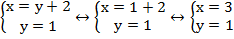 {x = y + 2 ↔ {x = 1 + 2 ↔ {x = 3
y = 1 y = 1 y = 1